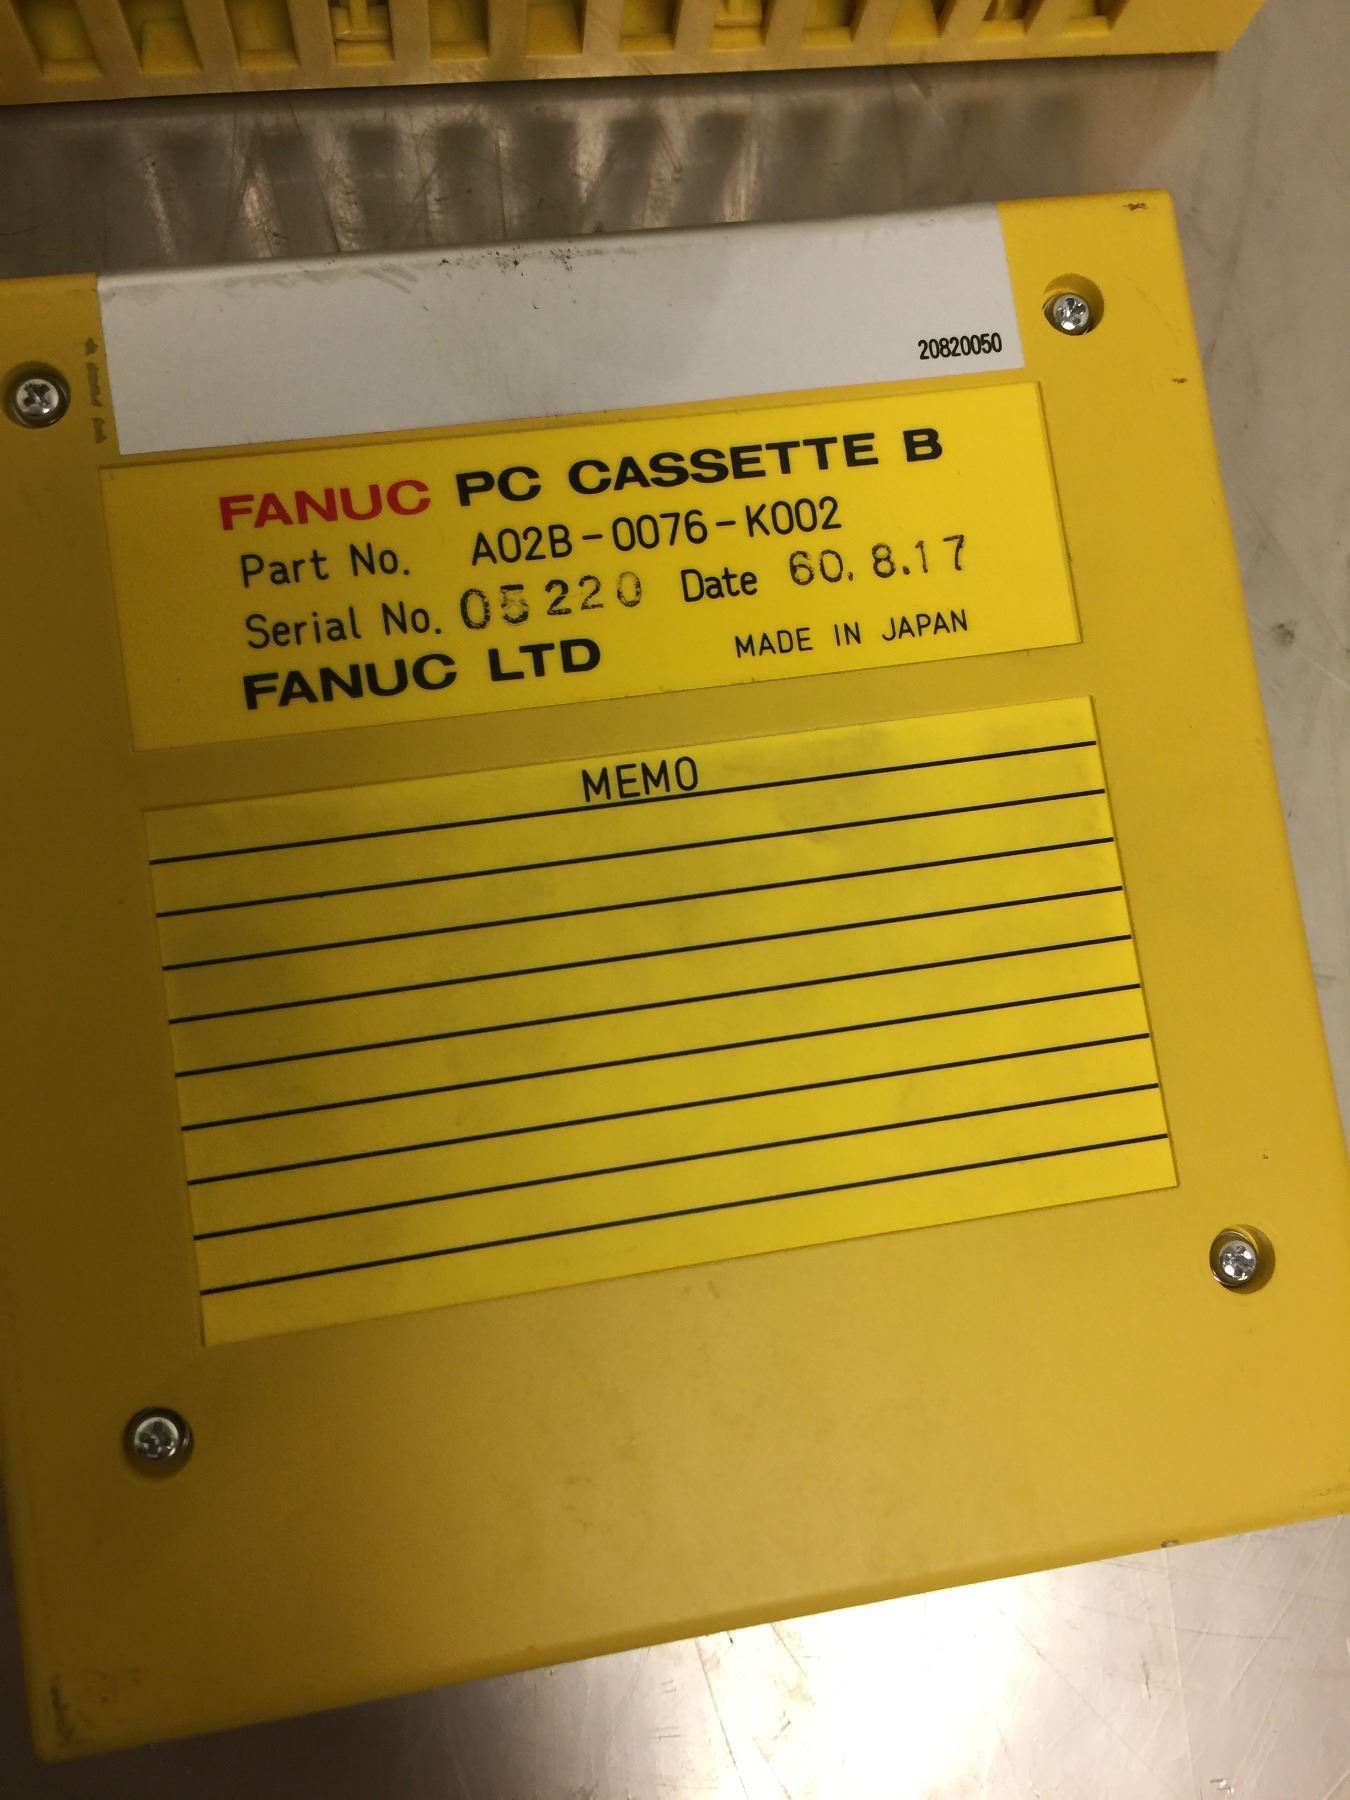 20820050
FANUC PC CASSETTE B
Part No. A02B-0076-K002
Serial No. 05220 Date 60.8.17
FANUC LTD MADE IN JAPAN
MEMO